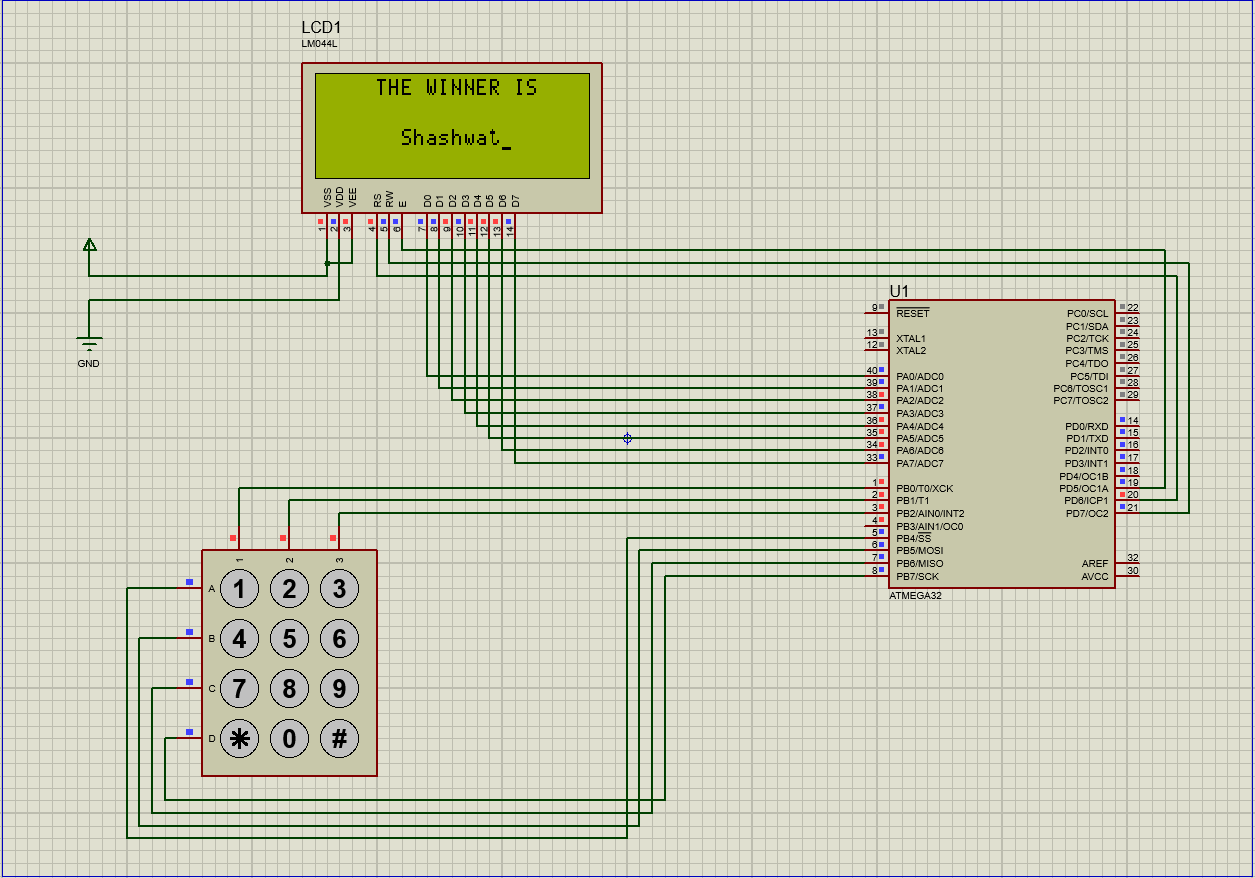 LCD1
LM044L
THE WINNER IS
Shashwat_
VSS VDD VEE RS RW E D0 D1 D2 D3 D4 D5 D6 D7
1 2 3 4 5 6 7 8 9 10 11 12 13 14
GND
U1
9 RESET PC0/SCL 22
PC1/SDA 23
13 XTAL1 PC2/TCK 24
12 XTAL2 PC3/TMS 25
PC4/TDO 26
40 PA0/ADC0 PC5/TDI 27
39 PA1/ADC1 PC6/TOSC1 28
38 PA2/ADC2 PC7/TOSC2 29
37 PA3/ADC3
36 PA4/ADC4 PD0/RXD 14
35 PA5/ADC5 PD1/TXD 15
34 PA6/ADC6 PD2/INT0 16
33 PA7/ADC7 PD3/INT1 17
PD4/OC1B 18
1 PB0/T0/XCK PD5/OC1A 19
2 PB1/T1 PD6/ICP1 20
3 PB2/AIN0/INT2 PD7/OC2 21
4 PB3/AIN1/OC0
5 PB4/SS
6 PB5/MOSI
7 PB6/MISO AREF 32
8 PB7/SCK AVCC 30
ATMEGA32
1 2 3
A 1 2 3
B 4 5 6
C 7 8 9
D * 0 #